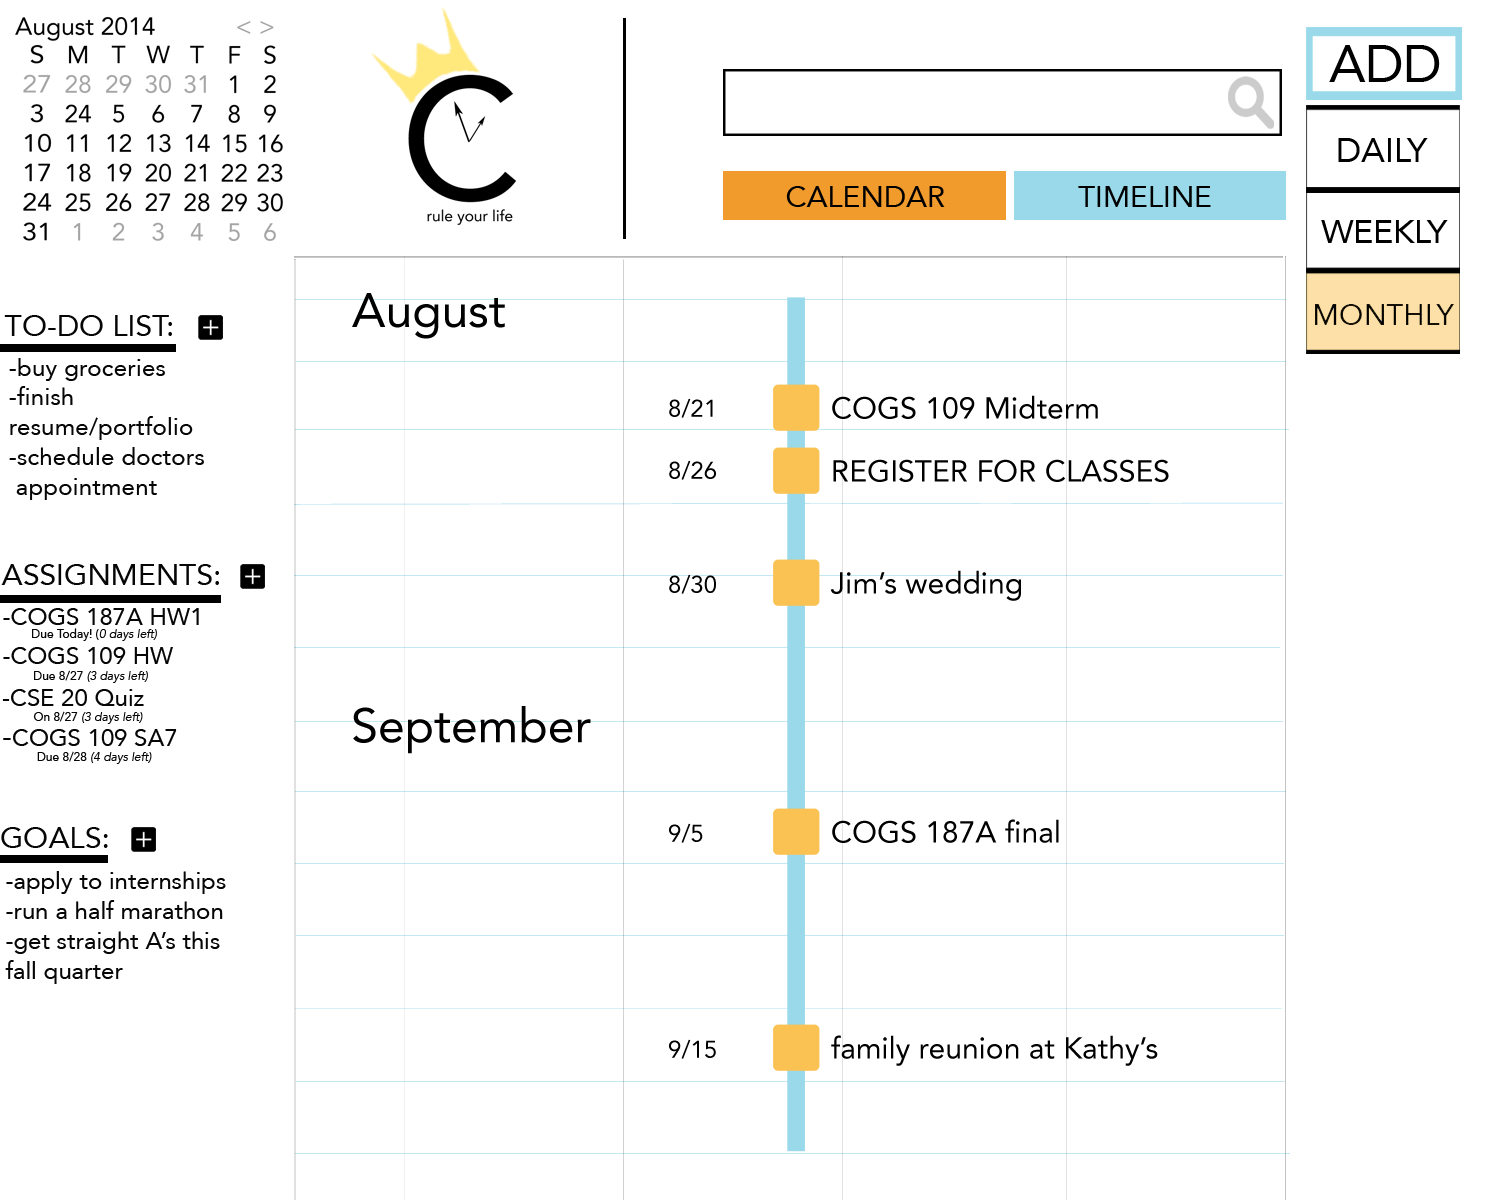 August 2014 < >
S M T W T F S
27 28 29 30 31 1 2
3 24 5 6 7 8 9
10 11 12 13 14 15 16
17 18 19 20 21 22 23
24 25 26 27 28 29 30
31 1 2 3 4 5 6
C
rule your life
CALENDAR
TIMELINE
ADD
DAILY
WEEKLY
MONTHLY
TO-DO LIST: +
-buy groceries
-finish
resume/portfolio
-schedule doctors
appointment
ASSIGNMENTS: +
-COGS 187A HW1
Due Today! (0 days left)
-COGS 109 HW
Due 8/27 (3 days left)
-CSE 20 Quiz
On 8/27 (3 days left)
-COGS 109 SA7
Due 8/28 (4 days left)
GOALS: +
-apply to internships
-run a half marathon
-get straight A's this
fall quarter
August
8/21 COGS 109 Midterm
8/26 REGISTER FOR CLASSES
8/30 Jim's wedding
September
9/5 COGS 187A final
9/15 family reunion at Kathy's